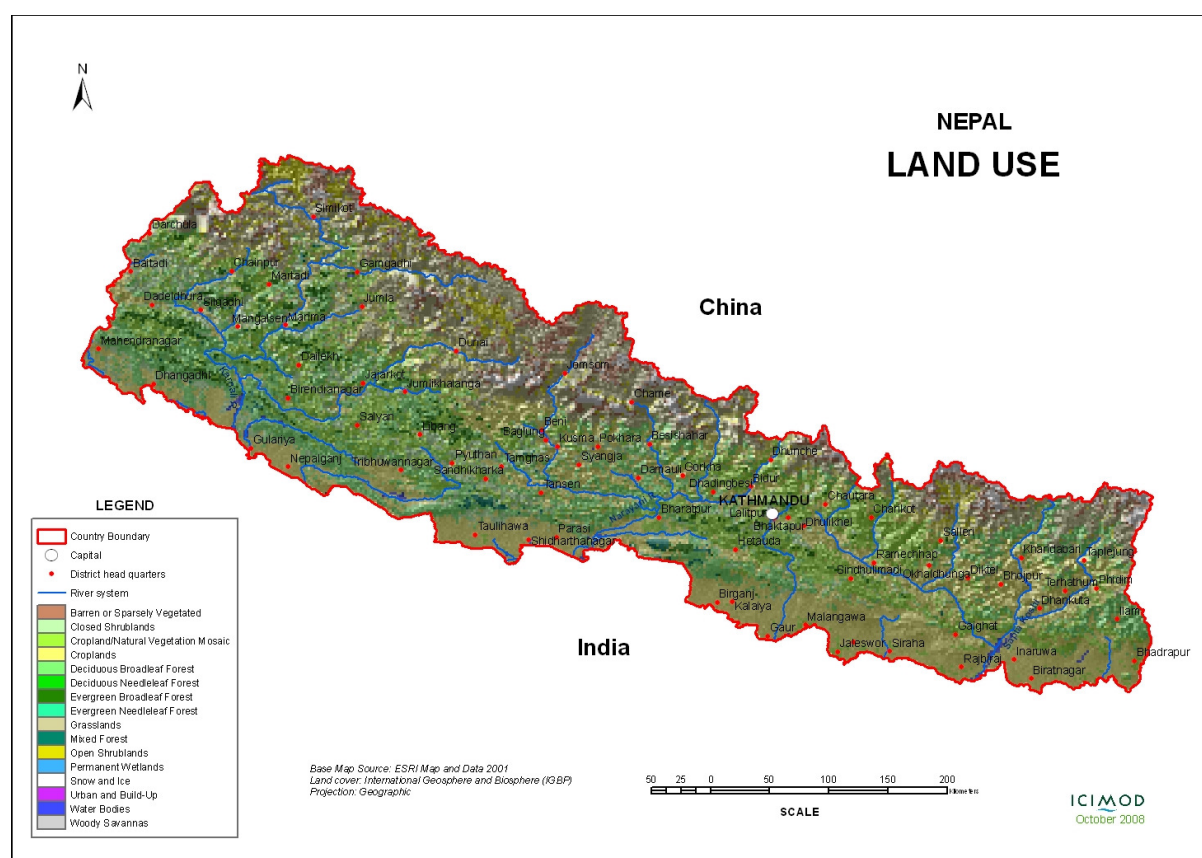 N
NEPAL
LAND USE
China
India
Simikot
Darchula
Baitadi
Chainpur
Martadi
Gamgadhi
Dadeldhura
Silgadhi
Jumla
Mangalsen
Manma
Mahendranagar
Dailekh
Dunai
Dhangadhi
Jajarkot
Jumlikhalanga
Jomsom
Birendranagar
Karnali R.
Chame
Salyan
Libang
Beni
Baglung
Kusma
Pokhara
Besishahar
Gulariya
Nepalganj
Tribhuwannagar
Pyuthan
Sandhikharka
Tamghas
Syangja
Damauli
Gorkha
Dhunche
Tansen
Dhadingbesi
Bidur
KATHMANDU
Chautara
Narayani R.
Bharatpur
Lalitpur
Bhaktapur
Dhulikhel
Charikot
Taulihawa
Parasi
Shidharthanagar
Hetauda
Salleri
Khandabari
Taplejung
Ramechhap
Sindhulimadi
Okhaldhunga
Diktel
Bhojpur
Terhathum
Phidim
Birganj
Kalaiya
Malangawa
Dhankuta
Ilam
Gaur
Gaighat
Sapta Koshi
Jaleswor
Siraha
Rajbiraj
Inaruwa
Biratnagar
Bhadrapur
LEGEND
Country Boundary
Capital
District head quarters
River system
Barren or Sparsely Vegetated
Closed Shrublands
Cropland/Natural Vegetation Mosaic
Croplands
Deciduous Broadleaf Forest
Deciduous Needleleaf Forest
Evergreen Broadleaf Forest
Evergreen Needleleaf Forest
Grasslands
Mixed Forest
Open Shrublands
Permanent Wetlands
Snow and Ice
Urban and Build-Up
Water Bodies
Woody Savannas
Base Map Source: ESRI Map and Data 2001
Land cover: International Geosphere and Biosphere (IGBP)
Projection: Geographic
50 25 0 50 100 150 200
Kilometers
SCALE
ICIMOD
October 2008